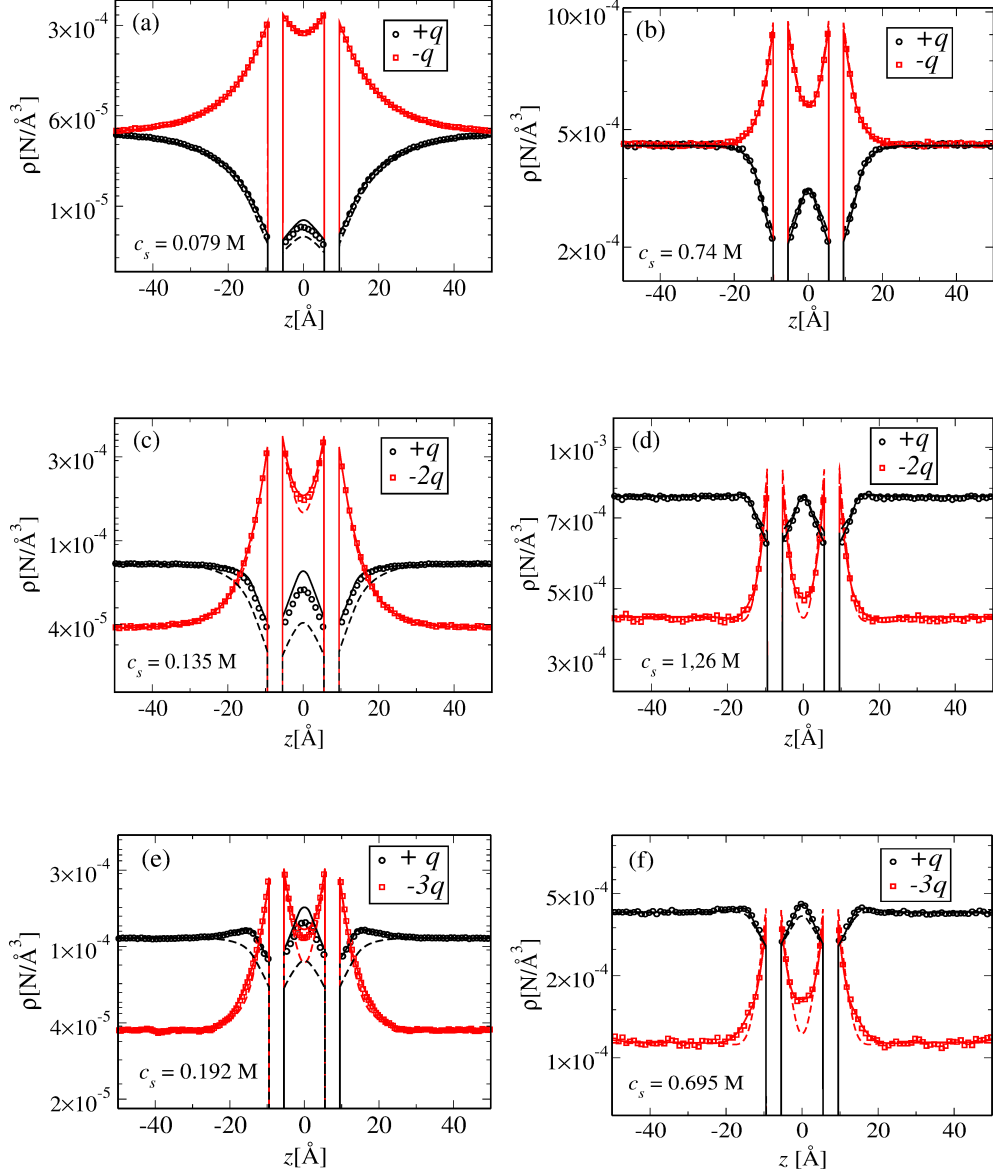 (a)
+q
-q
3×10⁻⁴
6×10⁻⁵
1×10⁻⁵
ρ[N/Å³]
c_s = 0.079 M
-40 -20 0 20 40
z[Å]
(b)
+q
-q
10×10⁻⁴
5×10⁻⁴
2×10⁻⁴
ρ[N/Å³]
c_s = 0.74 M
-40 -20 0 20 40
z[Å]
(c)
+q
-2q
3×10⁻⁴
1×10⁻⁴
4×10⁻⁵
ρ[N/Å³]
c_s = 0.135 M
-40 -20 0 20 40
z[Å]
(d)
+q
-2q
1×10⁻³
7×10⁻⁴
5×10⁻⁴
3×10⁻⁴
ρ[N/Å³]
c_s = 1,26 M
-40 -20 0 20 40
z[Å]
(e)
+ q
-3q
3×10⁻⁴
1×10⁻⁴
4×10⁻⁵
2×10⁻⁵
ρ[N/Å³]
c_s = 0.192 M
-40 -20 0 20 40
z[Å]
(f)
+q
-3q
5×10⁻⁴
2×10⁻⁴
1×10⁻⁴
ρ[N/Å³]
c_s = 0.695 M
-40 -20 0 20 40
z [Å]